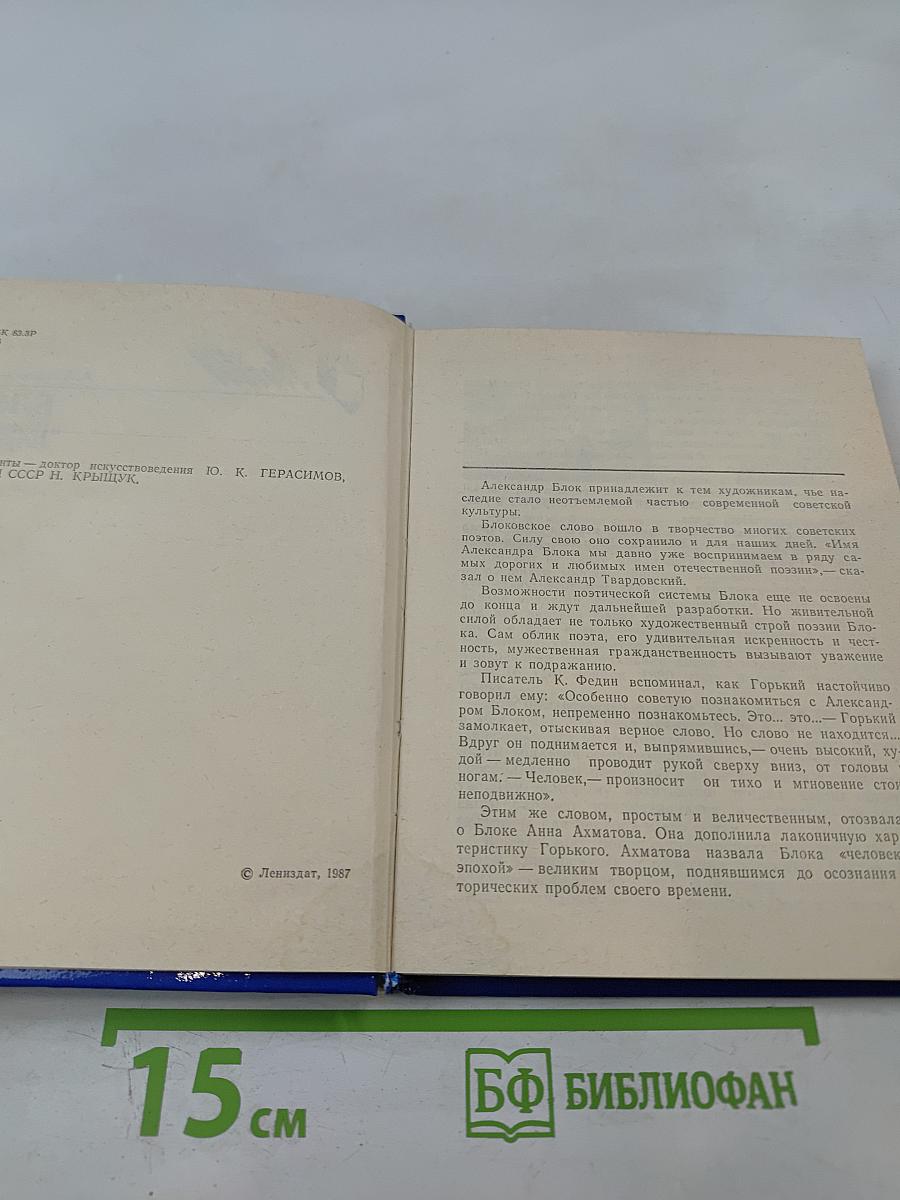 К 83.3Р
нты — доктор искусствоведения Ю. К. ГЕРАСИМОВ,
СССР Н. КРЫЩУК.
© Лениздат, 1987
Александр Блок принадлежит к тем художникам, чье на-
следие стало неотъемлемой частью современной советской
культуры.
Блоковское слово вошло в творчество многих советских
поэтов. Силу свою оно сохранило и для наших дней. «Имя
Александра Блока мы давно уже воспринимаем в ряду са-
мых дорогих и любимых имен отечественной поэзии»,— ска-
зал о нем Александр Твардовский.
Возможности поэтической системы Блока еще не освоены
до конца и ждут дальнейшей разработки. Но живительной
силой обладает не только художественный строй поэзии Бло-
ка. Сам облик поэта, его удивительная искренность и чест-
ность, мужественная гражданственность вызывают уважение
и зовут к подражанию.
Писатель К. Федин вспоминал, как Горький настойчиво
говорил ему: «Особенно советую познакомиться с Александ-
ром Блоком, непременно познакомьтесь. Это... это...— Горький
замолкает, отыскивая верное слово. Но слово не находится...
Вдруг он поднимается и, выпрямившись,— очень высокий, ху-
дой — медленно проводит рукой сверху вниз, от головы
ногам. — Человек,— произносит он тихо и мгновение стои
неподвижно».
Этим же словом, простым и величественным, отозвала
о Блоке Анна Ахматова. Она дополнила лаконичную хар
теристику Горького. Ахматова назвала Блока «человек
эпохой» — великим творцом, поднявшимся до осознания
торических проблем своего времени.
15 см
БФ БИБЛИОФАН